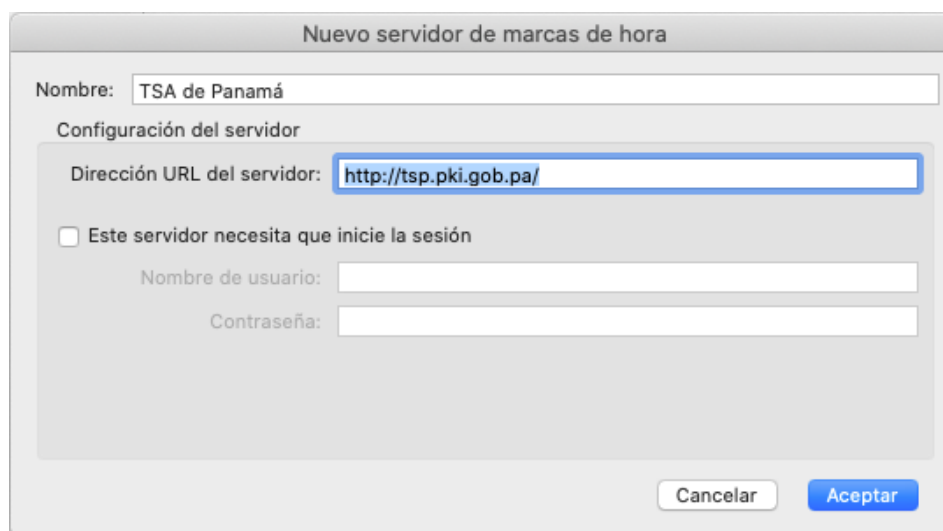 Nuevo servidor de marcas de hora
Nombre: TSA de Panamá
Configuración del servidor
Dirección URL del servidor: http://tsp.pki.gob.pa/
Este servidor necesita que inicie la sesión
Nombre de usuario:
Contraseña:
Cancelar Aceptar